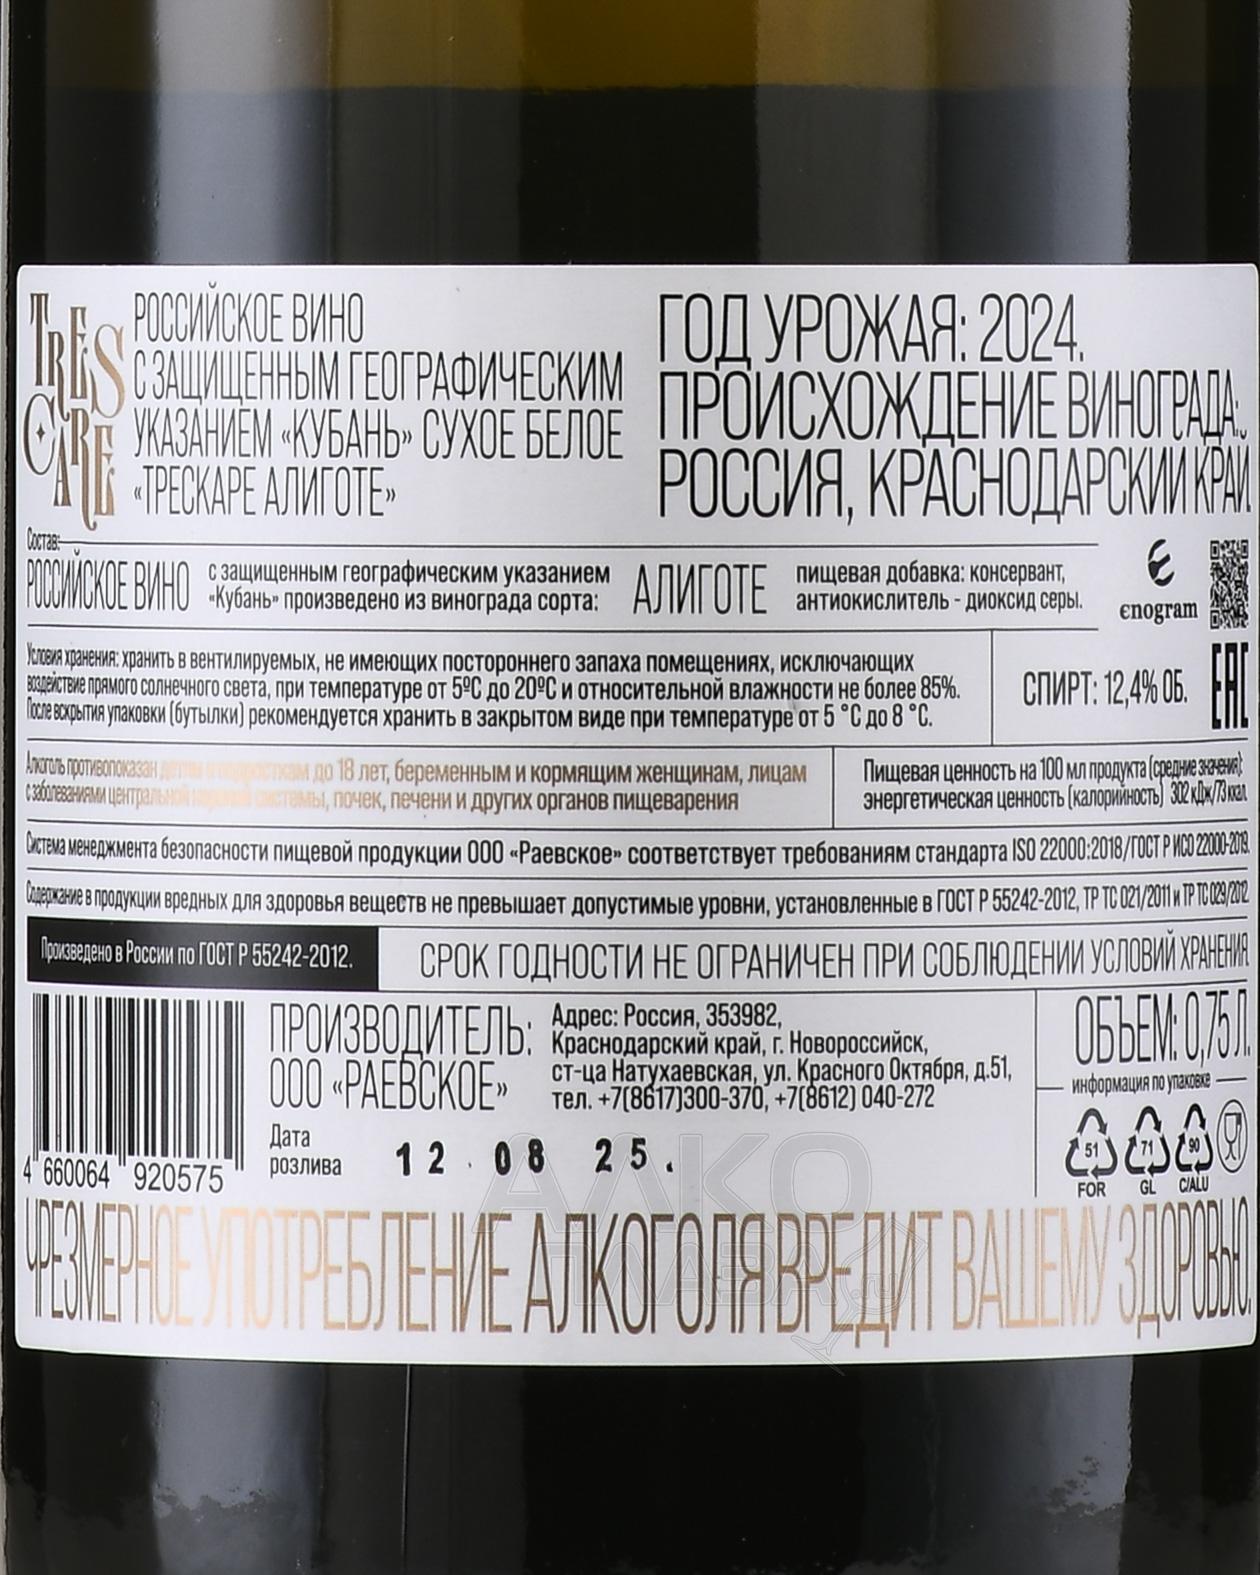 TRES
CARE
РОССИЙСКОЕ ВИНО
С ЗАЩИЩЕННЫМ ГЕОГРАФИЧЕСКИМ
УКАЗАНИЕМ «КУБАНЬ» СУХОЕ БЕЛОЕ
«ТРЕСКАРЕ АЛИГОТЕ»
ГОД УРОЖАЯ: 2024.
ПРОИСХОЖДЕНИЕ ВИНОГРАДА:
РОССИЯ, КРАСНОДАРСКИЙ КРАЙ.
Состав:
РОССИЙСКОЕ ВИНО
с защищенным географическим указанием
«Кубань» произведено из винограда сорта:
АЛИГОТЕ
пищевая добавка: консервант,
антиокислитель - диоксид серы.
єnogram
Условия хранения: хранить в вентилируемых, не имеющих постороннего запаха помещениях, исключающих
воздействие прямого солнечного света, при температуре от 5ºС до 20ºС и относительной влажности не более 85%.
После вскрытия упаковки (бутылки) рекомендуется хранить в закрытом виде при температуре от 5 °С до 8 °С.
СПИРТ: 12,4% ОБ.
EAC
Алкоголь противопоказан детям и подросткам до 18 лет, беременным и кормящим женщинам, лицам
с заболеваниями центральной нервной системы, почек, печени и других органов пищеварения
Пищевая ценность на 100 мл продукта (средние значения):
энергетическая ценность (калорийность) 302 кДж/73 ккал.
Система менеджмента безопасности пищевой продукции ООО «Раевское» соответствует требованиям стандарта ISO 22000:2018/ГОСТ Р ИСО 22000-2019.
Содержание в продукции вредных для здоровья веществ не превышает допустимые уровни, установленные в ГОСТ Р 55242-2012, ТР ТС 021/2011 и ТР ТС 029/2012.
Произведено в России по ГОСТ Р 55242-2012.
СРОК ГОДНОСТИ НЕ ОГРАНИЧЕН ПРИ СОБЛЮДЕНИИ УСЛОВИЙ ХРАНЕНИЯ.
4 660064 920575
ПРОИЗВОДИТЕЛЬ:
ООО «РАЕВСКОЕ»
Адрес: Россия, 353982,
Краснодарский край, г. Новороссийск,
ст-ца Натухаевская, ул. Красного Октября, д.51,
тел. +7(8617)300-370, +7(8612) 040-272
Дата
розлива
12 . 08 25.
ОБЪЕМ: 0,75 Л.
информация по упаковке
51
FOR
71
GL
90
C/ALU
ЧРЕЗМЕРНОЕ УПОТРЕБЛЕНИЕ АЛКОГОЛЯ ВРЕДИТ ВАШЕМУ ЗДОРОВЬЮ.
АЛКО
ПЛАЗА.ru